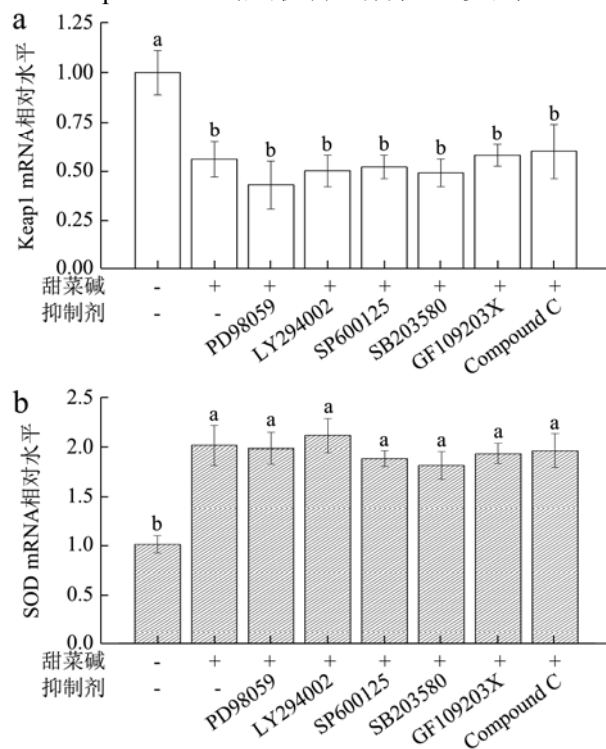 a
Keap1 mRNA相对水平
1.25
1.00
0.75
0.50
0.25
0.00
a
b
b
b
b
b
b
b
甜菜碱 - + + + + + + +
抑制剂 - - PD98059 LY294002 SP600125 SB203580 GF109203X Compound C
b
SOD mRNA相对水平
2.5
2.0
1.5
1.0
0.5
0.0
b
a
a
a
a
a
a
a
甜菜碱 - + + + + + + +
抑制剂 - - PD98059 LY294002 SP600125 SB203580 GF109203X Compound C